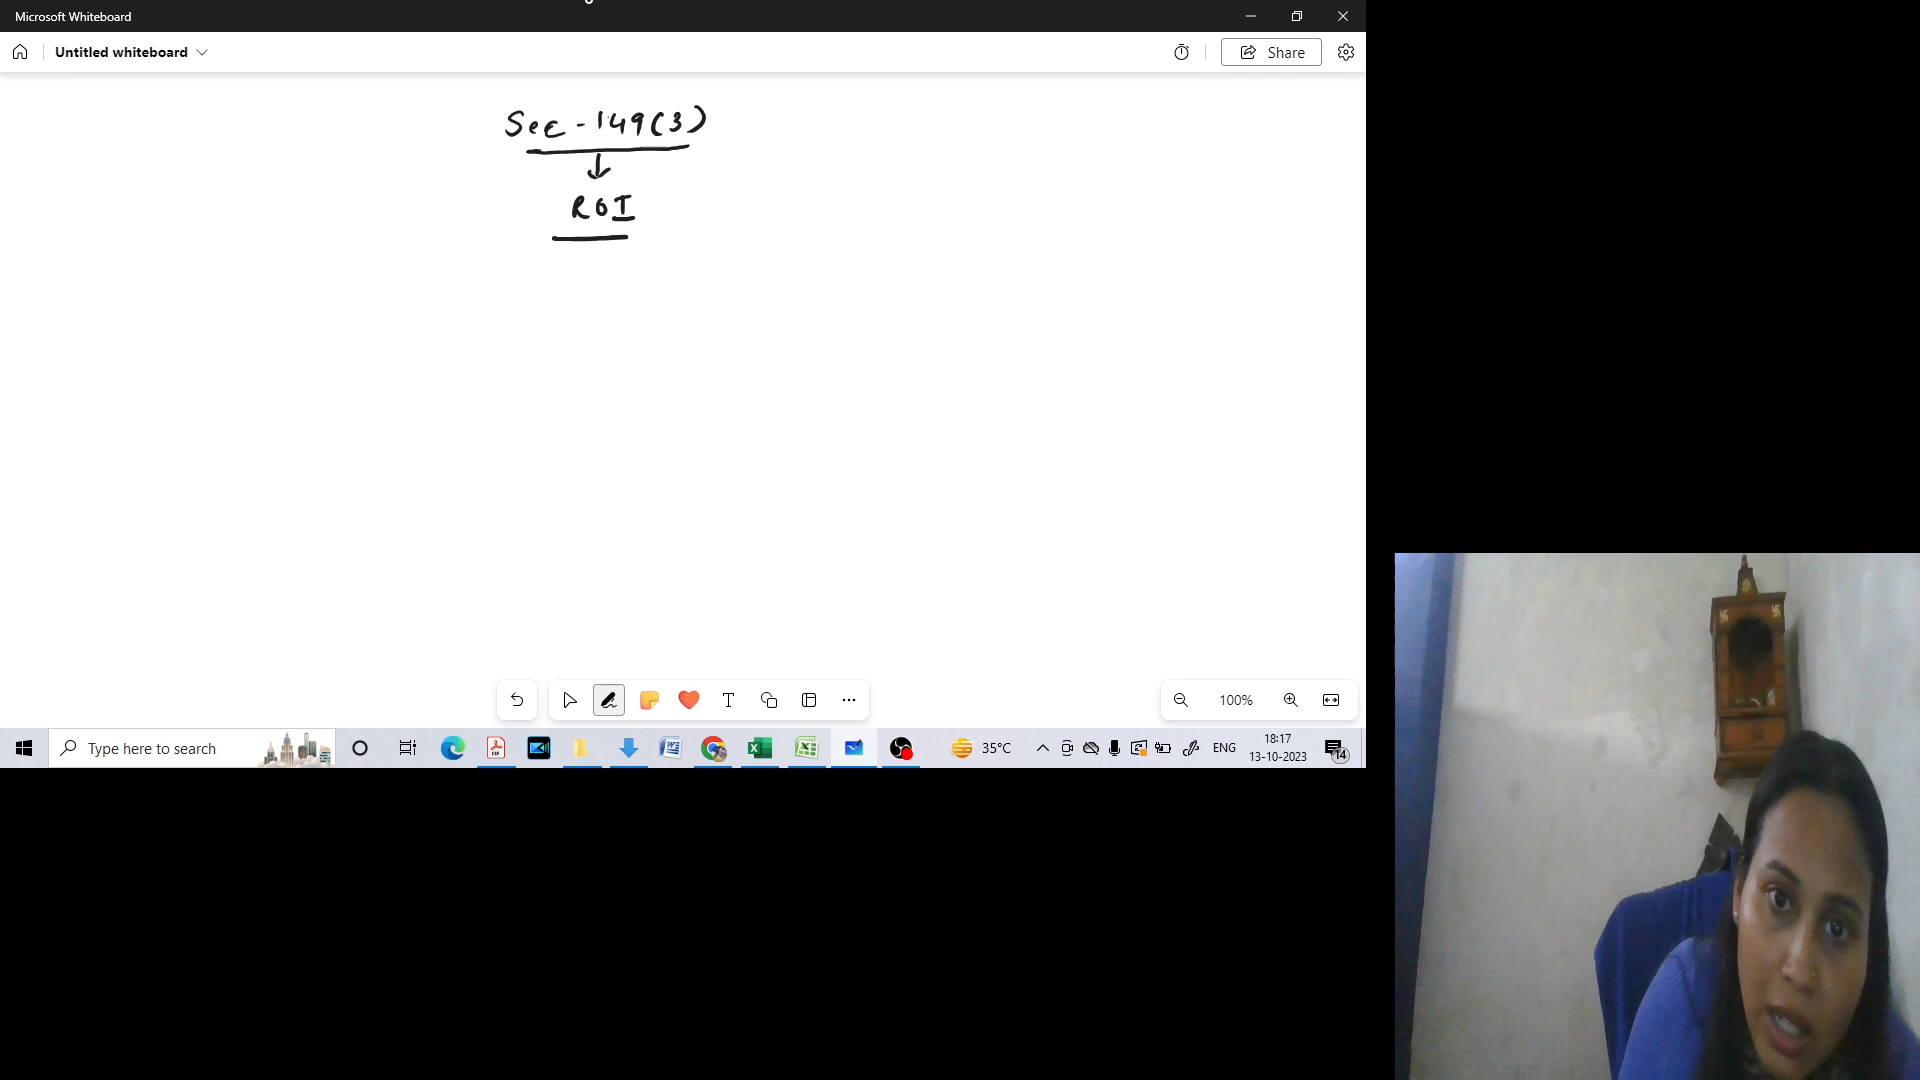 Microsoft Whiteboard
Untitled whiteboard
Share
Sec - 149(3)
ROI
100%
Type here to search
35°C
ENG
18:17
13-10-2023
14